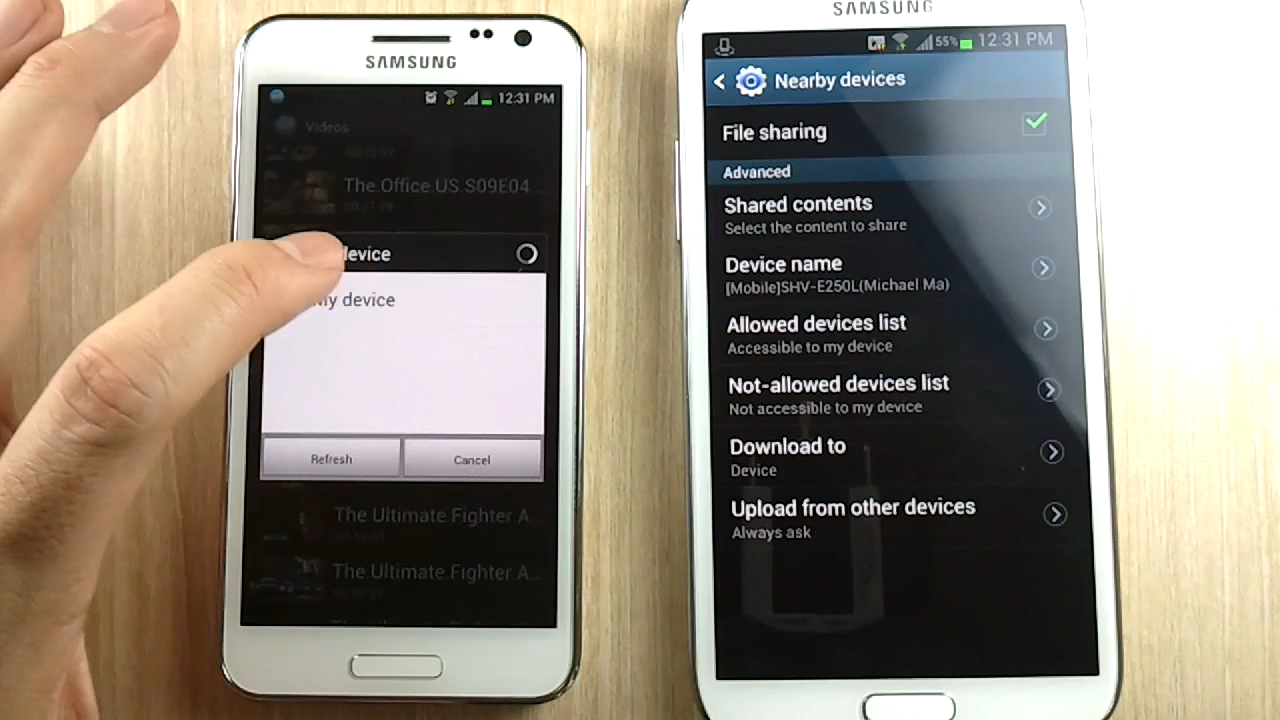 SAMSUNG
12:31 PM
Videos
The.Office.US.S09E04...
device
My device
Refresh
Cancel
The.Ultimate.Fighter.A...
The.Ultimate.Fighter.A...
SAMSUNG
55% 12:31 PM
Nearby devices
File sharing
Advanced
Shared contents
Select the content to share
Device name
[Mobile]SHV-E250L(Michael Ma)
Allowed devices list
Accessible to my device
Not-allowed devices list
Not accessible to my device
Download to
Device
Upload from other devices
Always ask